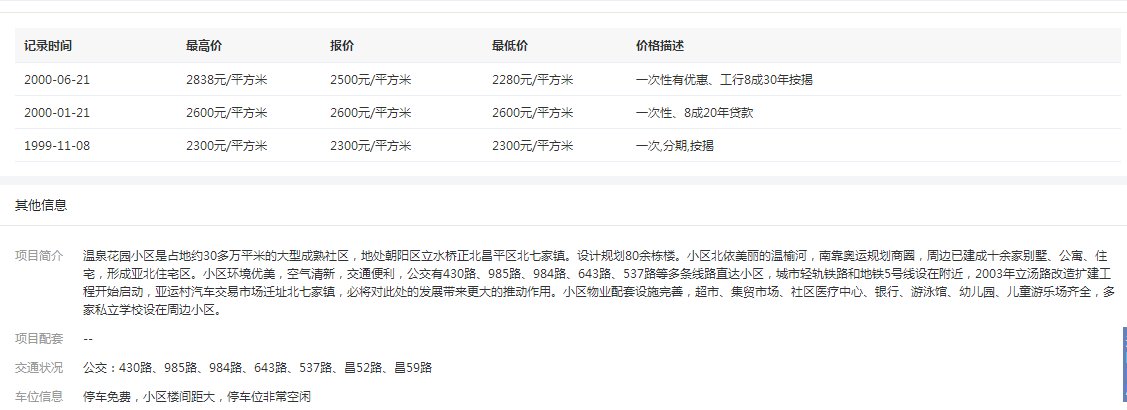 记录时间 最高价 报价 最低价 价格描述
2000-06-21 2838元/平方米 2500元/平方米 2280元/平方米 一次性有优惠、工行8成30年按揭
2000-01-21 2600元/平方米 2600元/平方米 2600元/平方米 一次性、8成20年贷款
1999-11-08 2300元/平方米 2300元/平方米 2300元/平方米 一次,分期,按揭
其他信息
项目简介 温泉花园小区是占地约30多万平米的大型成熟社区，地处朝阳区立水桥正北昌平区北七家镇。设计规划80余栋楼。小区北依美丽的温榆河，南靠奥运规划商圈，周边已建成十余家别墅、公寓、住
宅，形成亚北住宅区。小区环境优美，空气清新，交通便利，公交有430路、985路、984路、643路、537路等多条线路直达小区，城市轻轨铁路和地铁5号线设在附近，2003年立汤路改造扩建工
程开始启动，亚运村汽车交易市场迁址北七家镇，必将对此处的发展带来更大的推动作用。小区物业配套设施完善，超市、集贸市场、社区医疗中心、银行、游泳馆、幼儿园、儿童游乐场齐全，多
家私立学校设在周边小区。
项目配套 --
交通状况 公交：430路、985路、984路、643路、537路、昌52路、昌59路
车位信息 停车免费，小区楼间距大，停车位非常空闲